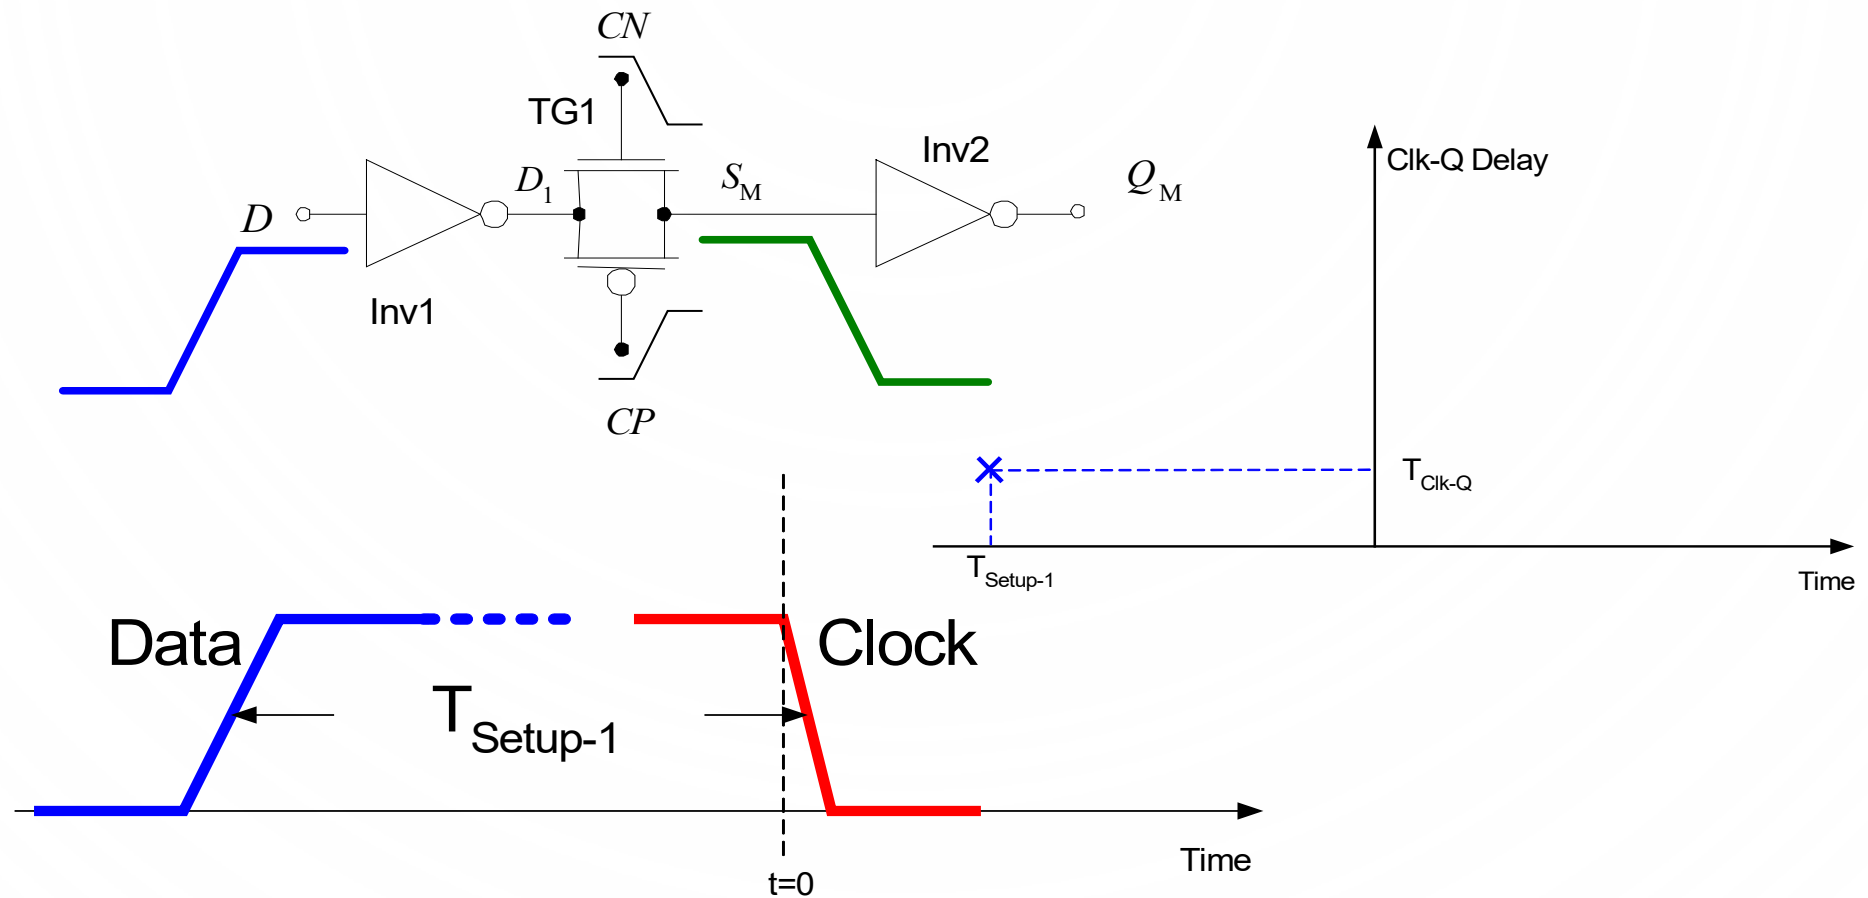 CN
TG1
Inv2
Clk-Q Delay
D
D1
SM
QM
Inv1
CP
TClk-Q
TSetup-1
Time
Data
Clock
TSetup-1
Time
t=0